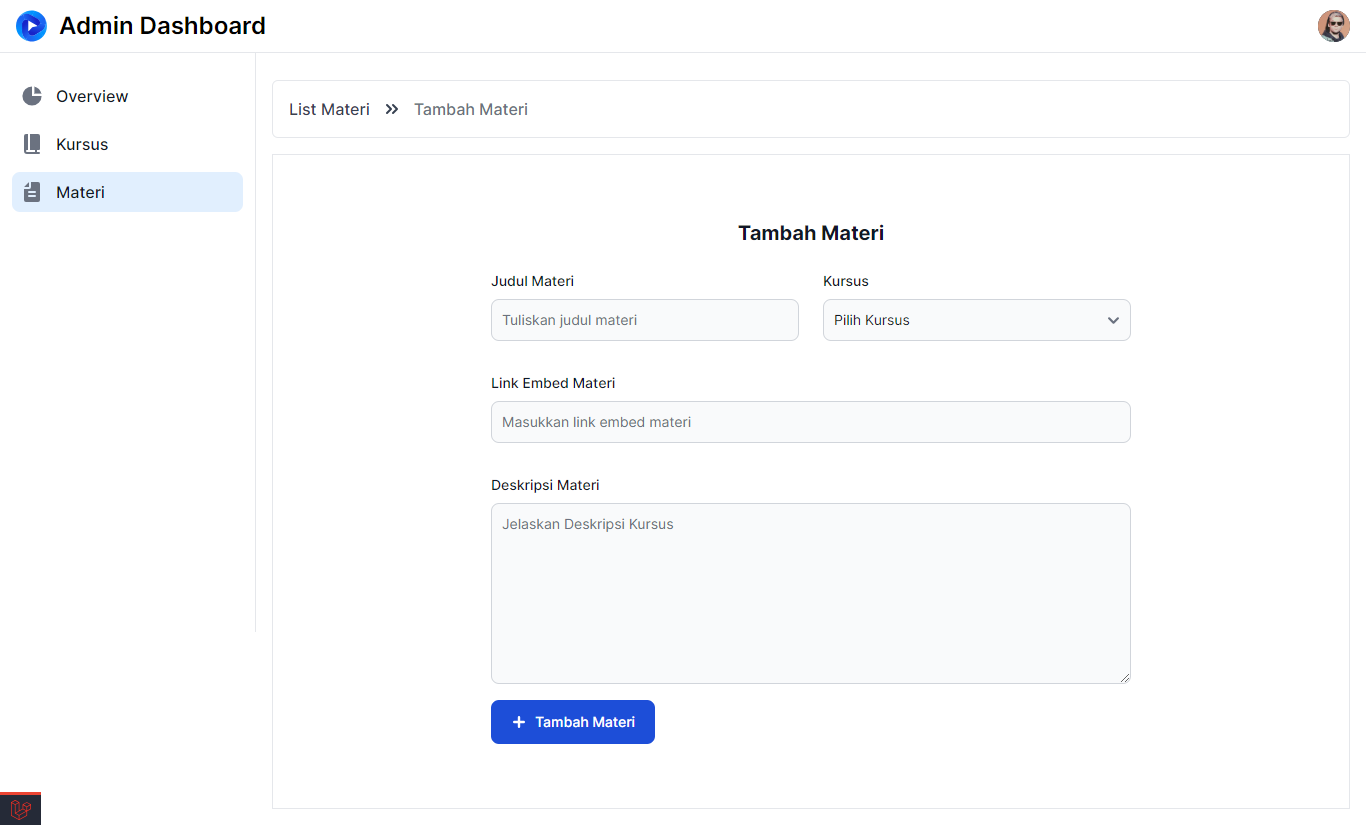 Admin Dashboard
Overview
Kursus
Materi
List Materi » Tambah Materi
Tambah Materi
Judul Materi
Tuliskan judul materi
Kursus
Pilih Kursus
Link Embed Materi
Masukkan link embed materi
Deskripsi Materi
Jelaskan Deskripsi Kursus
+ Tambah Materi